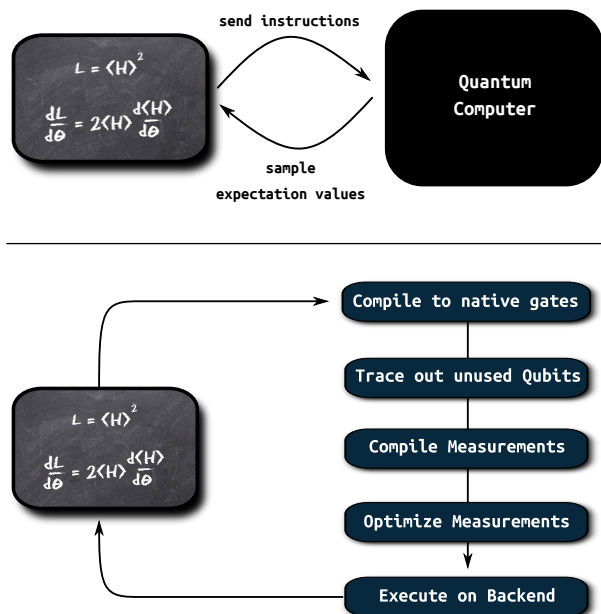 send instructions
L = ⟨H⟩²
dL/dθ = 2⟨H⟩ d⟨H⟩/dθ
Quantum
Computer
sample
expectation values
Compile to native gates
Trace out unused Qubits
L = ⟨H⟩²
dL/dθ = 2⟨H⟩ d⟨H⟩/dθ
Compile Measurements
Optimize Measurements
Execute on Backend